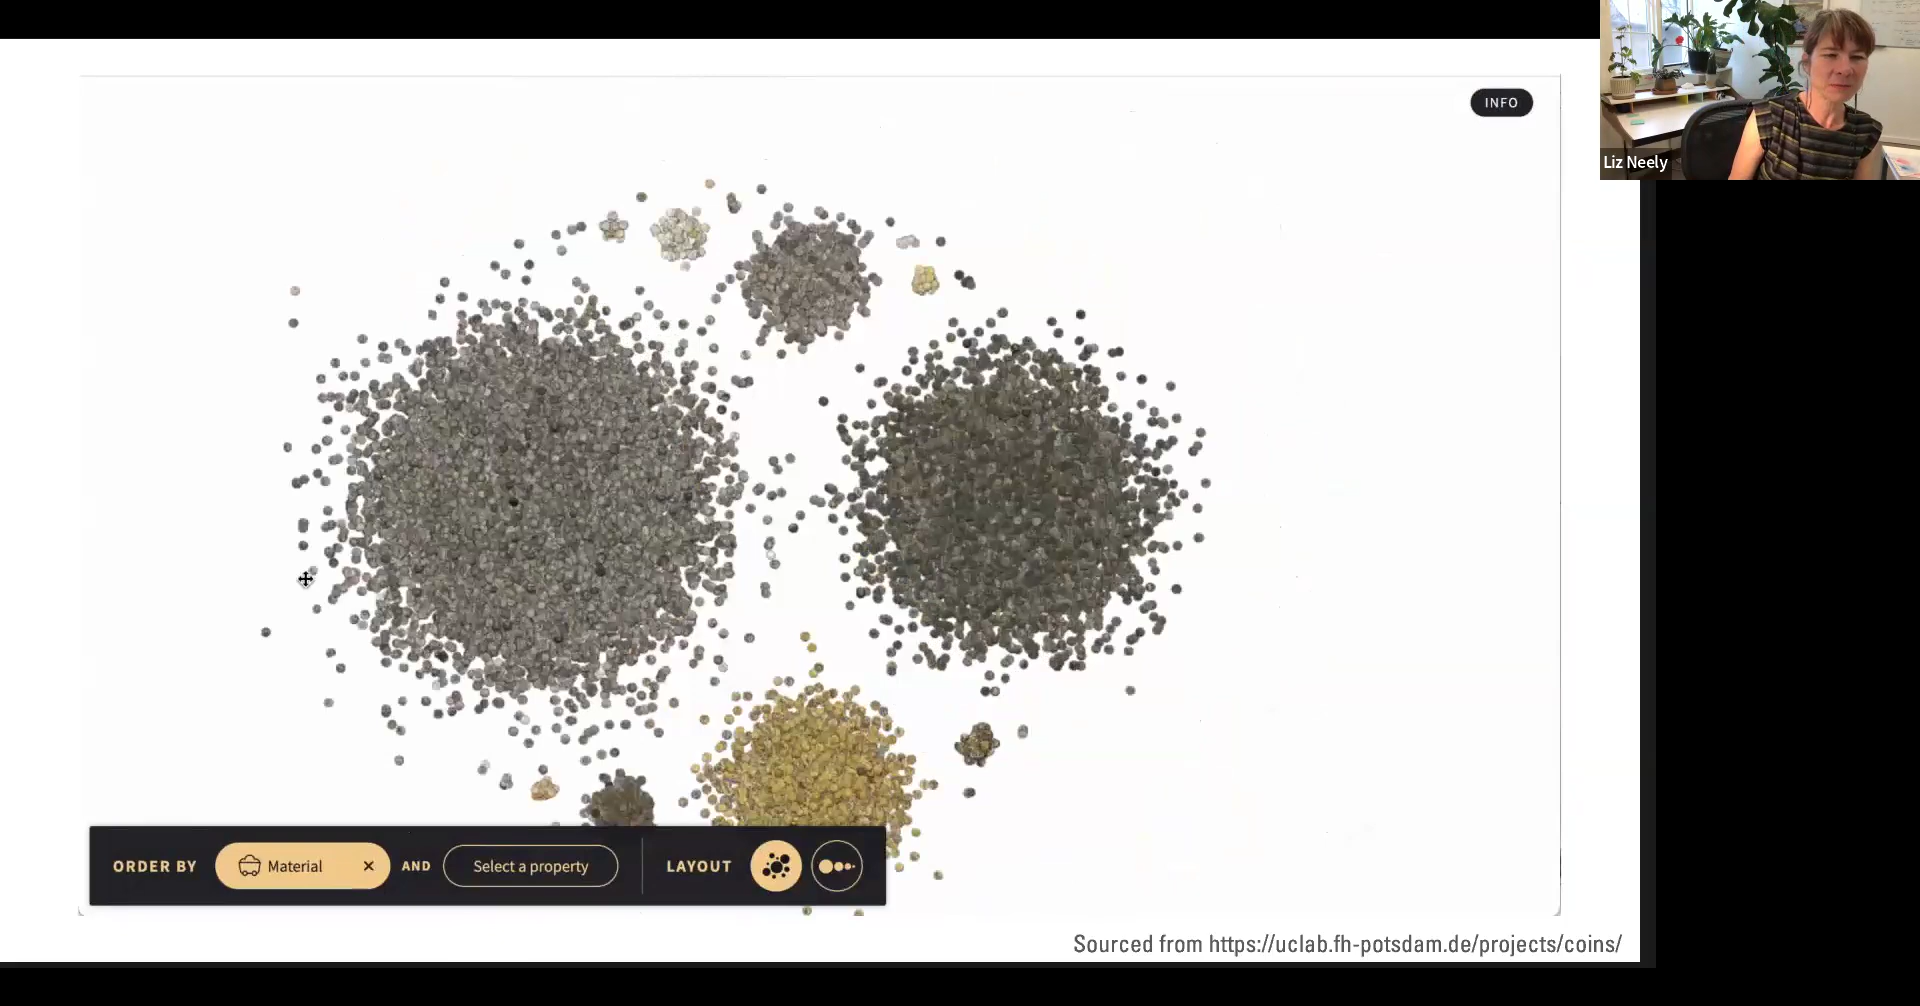 INFO
Liz Neely
ORDER BY
Material
AND
Select a property
LAYOUT
Sourced from https://uclab.fh-potsdam.de/projects/coins/